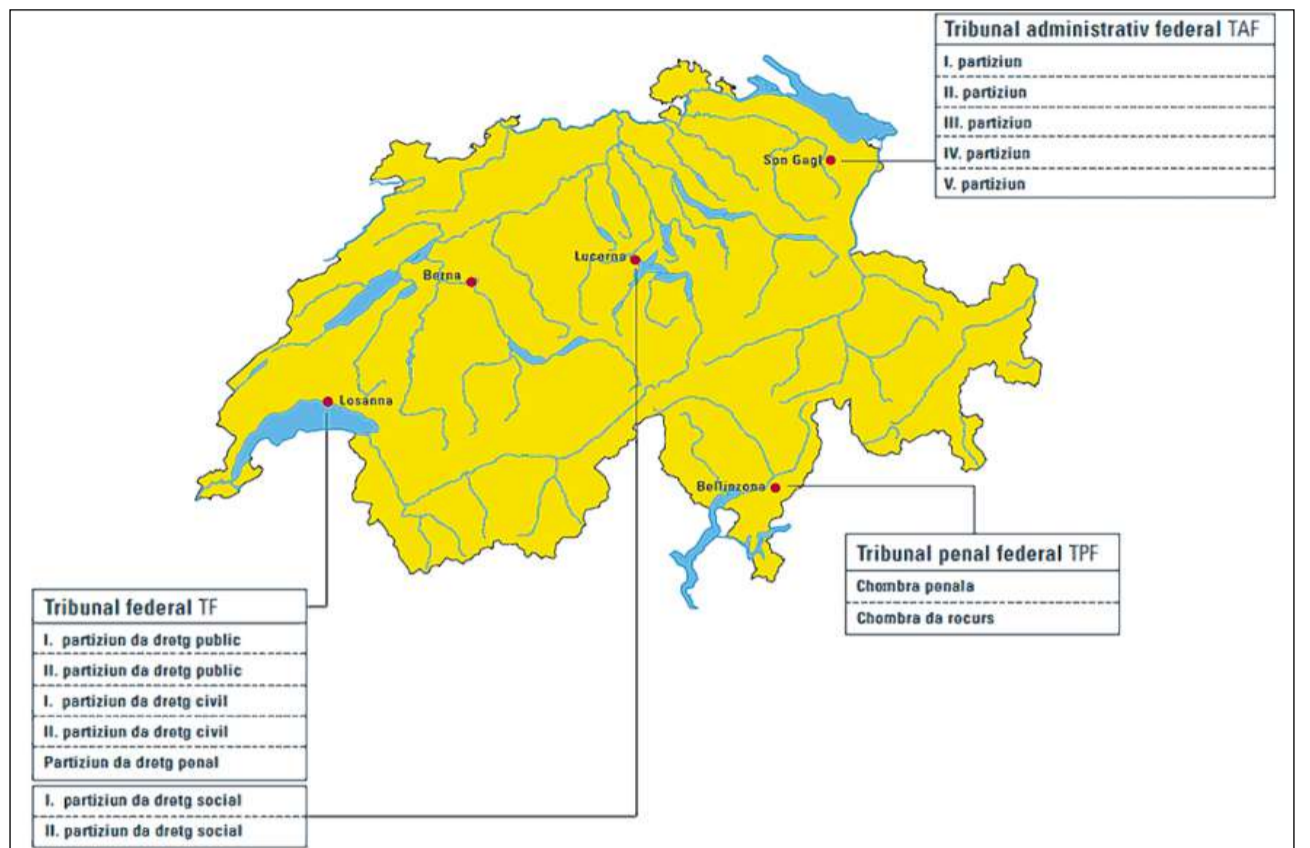 Tribunal administrativ federal TAF
I. partiziun
II. partiziun
III. partiziun
IV. partiziun
V. partiziun
Son Gagl
Lucerna
Berna
Losanna
Bellinzona
Tribunal penal federal TPF
Chombra penala
Chombra da recurs
Tribunal federal TF
I. partiziun da dretg public
II. partiziun da dretg public
I. partiziun da dretg civil
II. partiziun da dretg civil
Partiziun da dretg penal
I. partiziun da dretg social
II. partiziun da dretg social